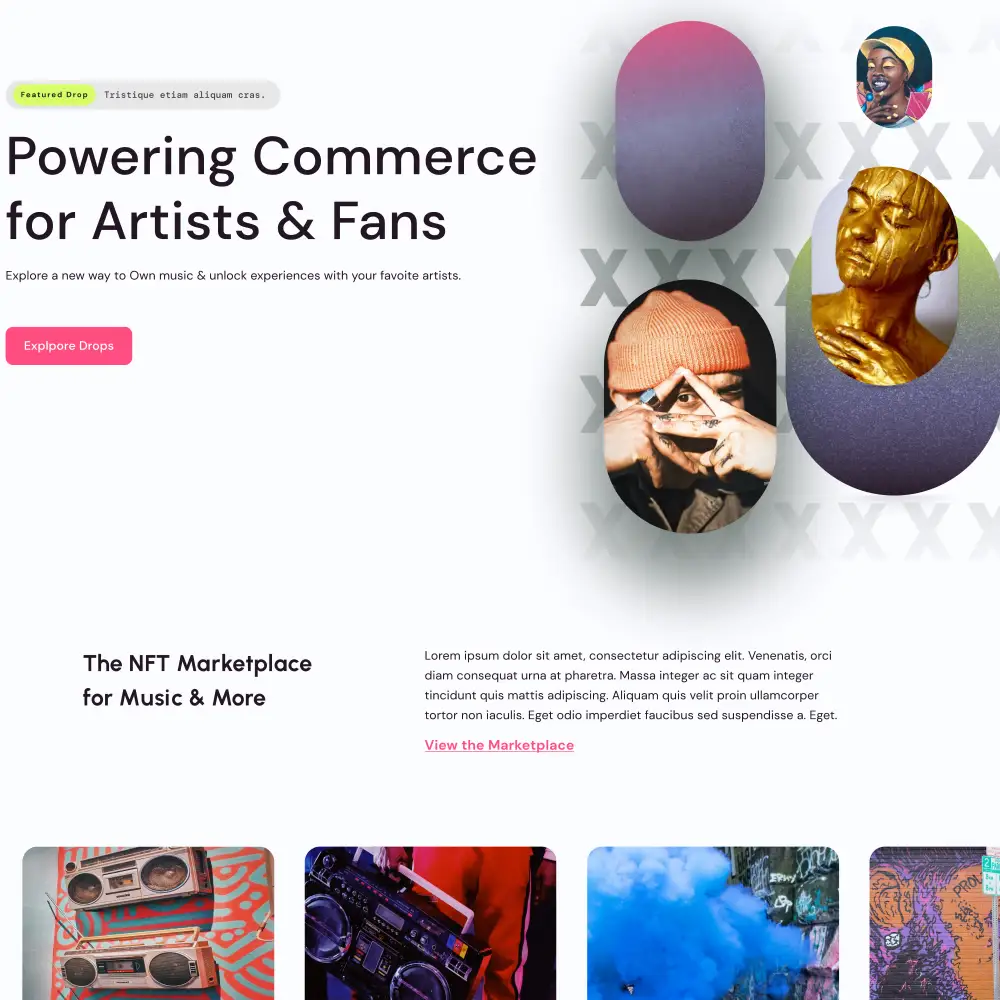 Featured Drop Tristique etiam aliquam cras.
Powering Commerce
for Artists & Fans
Explore a new way to Own music & unlock experiences with your favoite artists.
Explpore Drops
X X X X X X X
X X X X X X X
X X X X
X X
X X X X X X X
The NFT Marketplace
for Music & More
Lorem ipsum dolor sit amet, consectetur adipiscing elit. Venenatis, orci
diam consequat urna at pharetra. Massa integer ac sit quam integer
tincidunt quis mattis adipiscing. Aliquam quis velit proin ullamcorper
tortor non iaculis. Eget odio imperdiet faucibus sed suspendisse a. Eget.
View the Marketplace